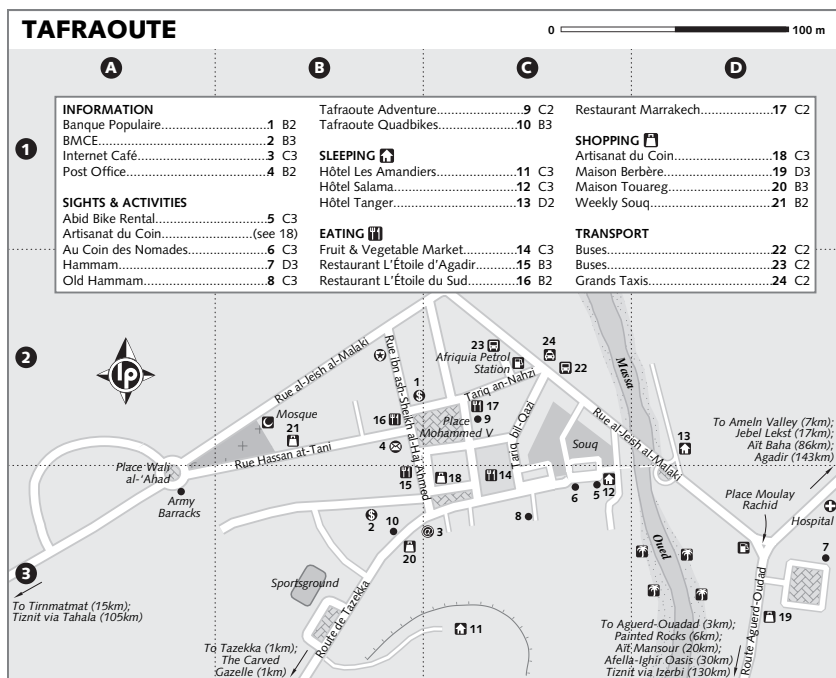 TAFRAOUTE
0 100 m
A B C D
1
INFORMATION
Banque Populaire..............................1 B2
BMCE..............................................2 B3
Internet Café....................................3 C3
Post Office.......................................4 B2
SIGHTS & ACTIVITIES
Abid Bike Rental...............................5 C3
Artisanat du Coin......................(see 18)
Au Coin des Nomades.......................6 C3
Hammam.........................................7 D3
Old Hammam..................................8 C3
Tafraoute Adventure.........................9 C2
Tafraoute Quadbikes.......................10 B3
SLEEPING
Hôtel Les Amandiers.......................11 C3
Hôtel Salama..................................12 C3
Hôtel Tanger...................................13 D2
EATING
Fruit & Vegetable Market................14 C3
Restaurant L'Étoile d'Agadir............15 B3
Restaurant L'Étoile du Sud..............16 B2
Restaurant Marrakech.....................17 C2
SHOPPING
Artisanat du Coin............................18 C3
Maison Berbère...............................19 D3
Maison Touareg..............................20 B3
Weekly Souq...................................21 B2
TRANSPORT
Buses..............................................22 C2
Buses..............................................23 C2
Grands Taxis...................................24 C2
2
lp
Rue al-Jeish al-Malaki
Rue ibn ash-Sheikh al-Haj Ahmed
23
24
Afriquia Petrol
Station
22
Massa
1
Tariq an-Nahzi
Mosque
21
16
17
9
Place
Mohammed V
Tariq bil-Qazi
Souq
Rue al-Jeish al-Malaki
13
To Ameln Valley (7km);
Jebel Lekst (17km);
Aït Baha (86km);
Agadir (143km)
4
Rue Hassan at-Tani
Place Wali
al-'Ahad
15
18
14
6
5
12
Army
Barracks
Place Moulay
Rachid
Hospital
2
10
3
8
20
7
3
Oued
Sportsground
To Tirnmatmat (15km);
Tiznit via Tahala (105km)
Route de Tazekka
11
19
Route Aguerd-Oudad
To Tazekka (1km);
The Carved
Gazelle (1km)
To Aguerd-Ouadad (3km);
Painted Rocks (6km);
Aït Mansour (20km);
Afella-Ighir Oasis (30km)
Tiznit via Izerbi (130km)